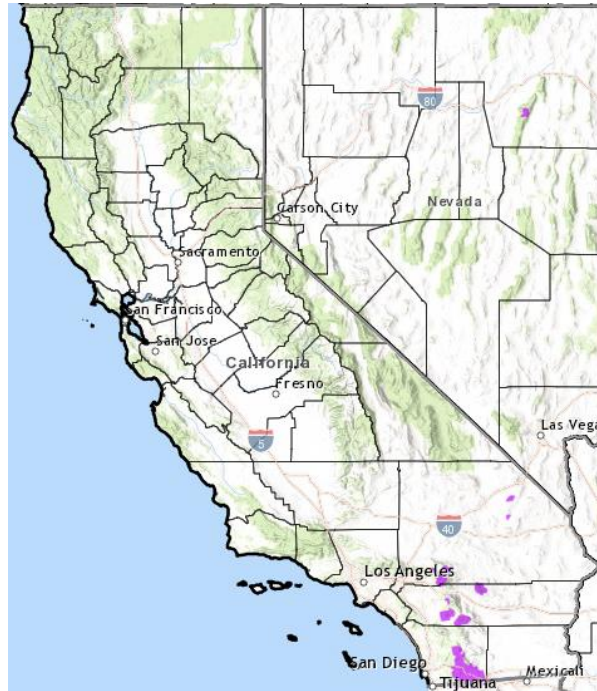 80
Nevada
Carson City
Sacramento
San Francisco
San Jose
California
Fresno
Las Vega
5
40
Los Angeles
San Diego
Mexicali
Tijuana